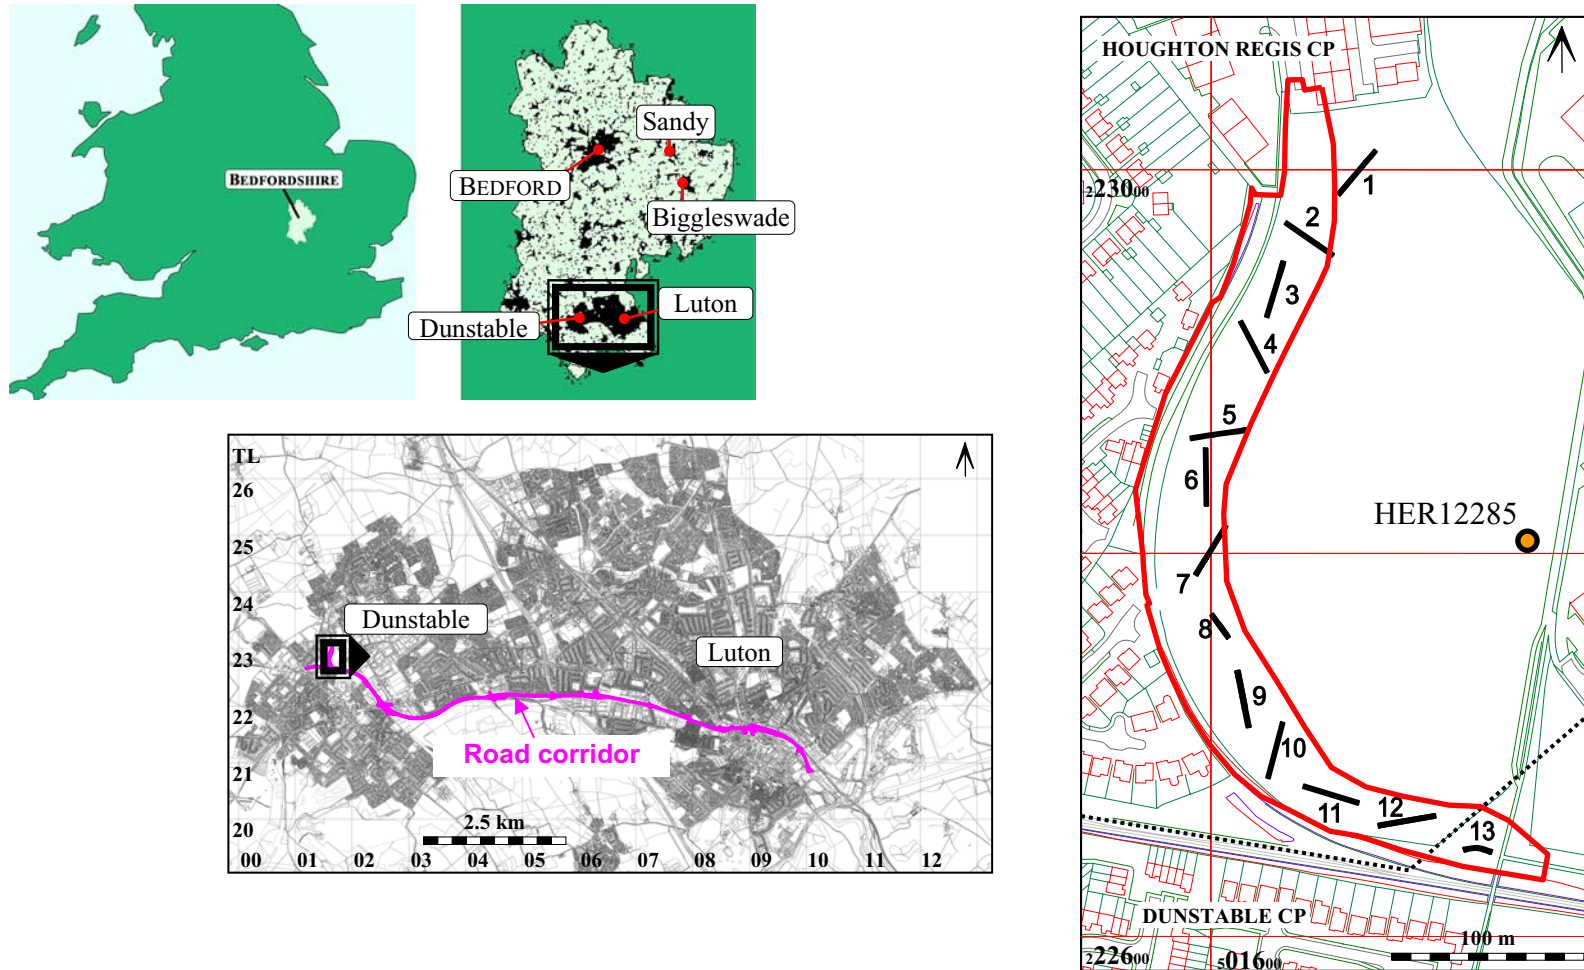 BEDFORDSHIRE
Sandy
BEDFORD
Biggleswade
Dunstable
Luton
TL
26
25
24
23
22
21
20
00 01 02 03 04 05 06 07 08 09 10 11 12
Dunstable
Luton
Road corridor
2.5 km
HOUGHTON REGIS CP
223000
1
2
3
4
5
6
7
8
9
10
11
12
13
HER12285
DUNSTABLE CP
222600
501600
100 m